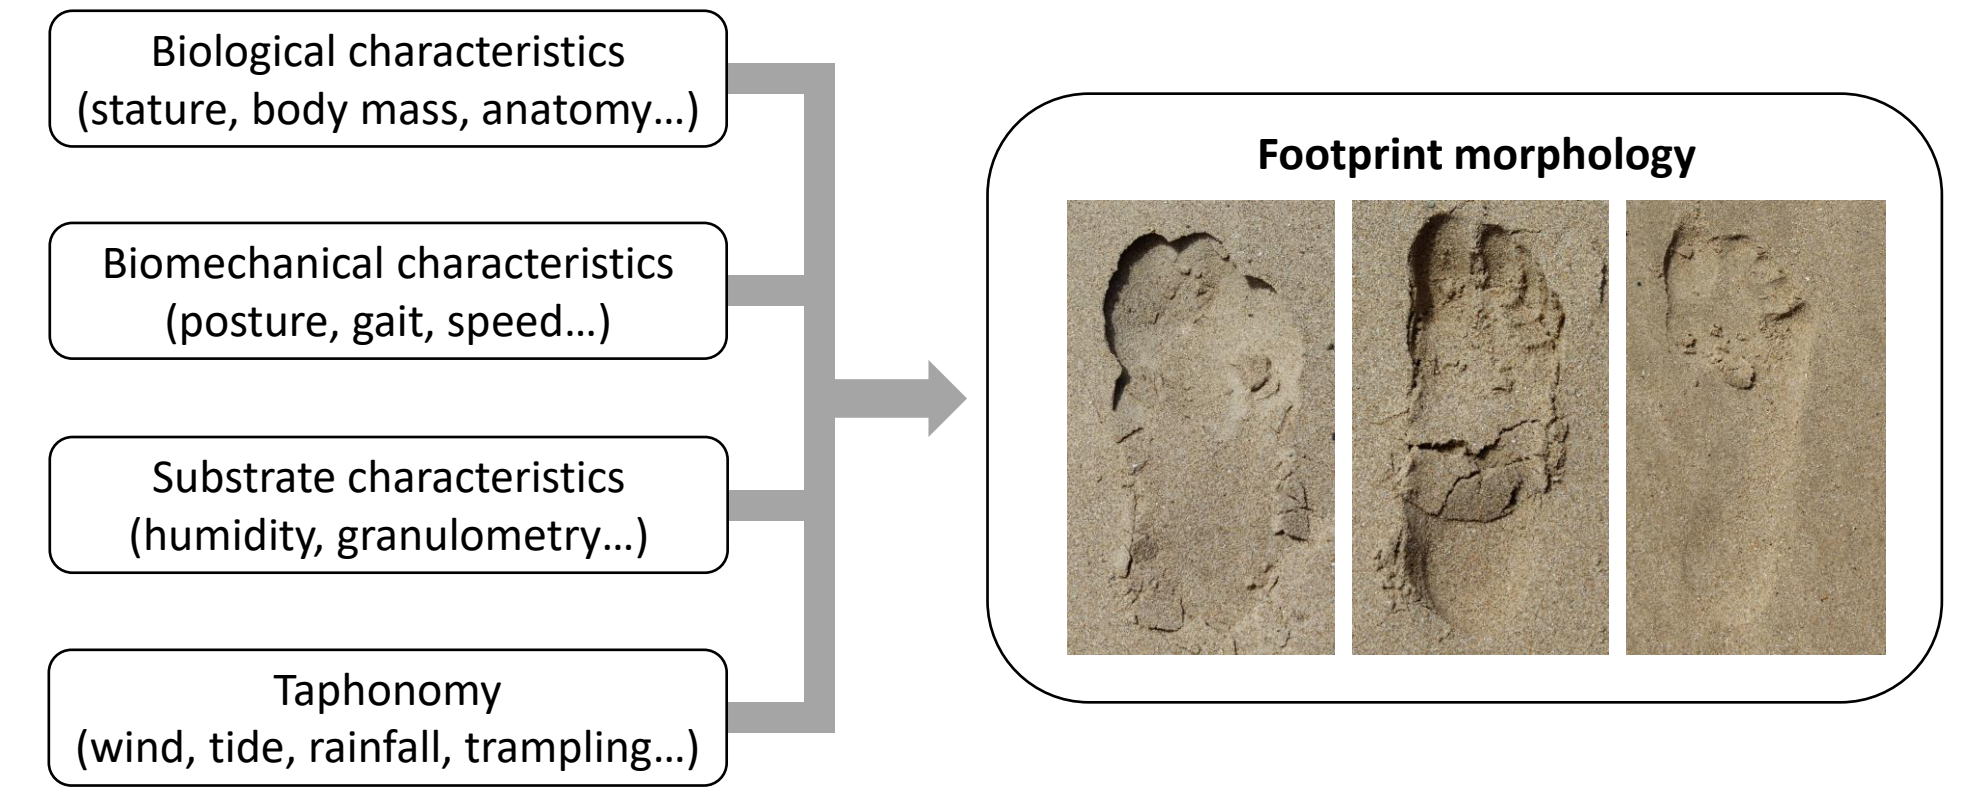 Biological characteristics
(stature, body mass, anatomy…)
Biomechanical characteristics
(posture, gait, speed…)
Substrate characteristics
(humidity, granulometry…)
Taphonomy
(wind, tide, rainfall, trampling…)
Footprint morphology